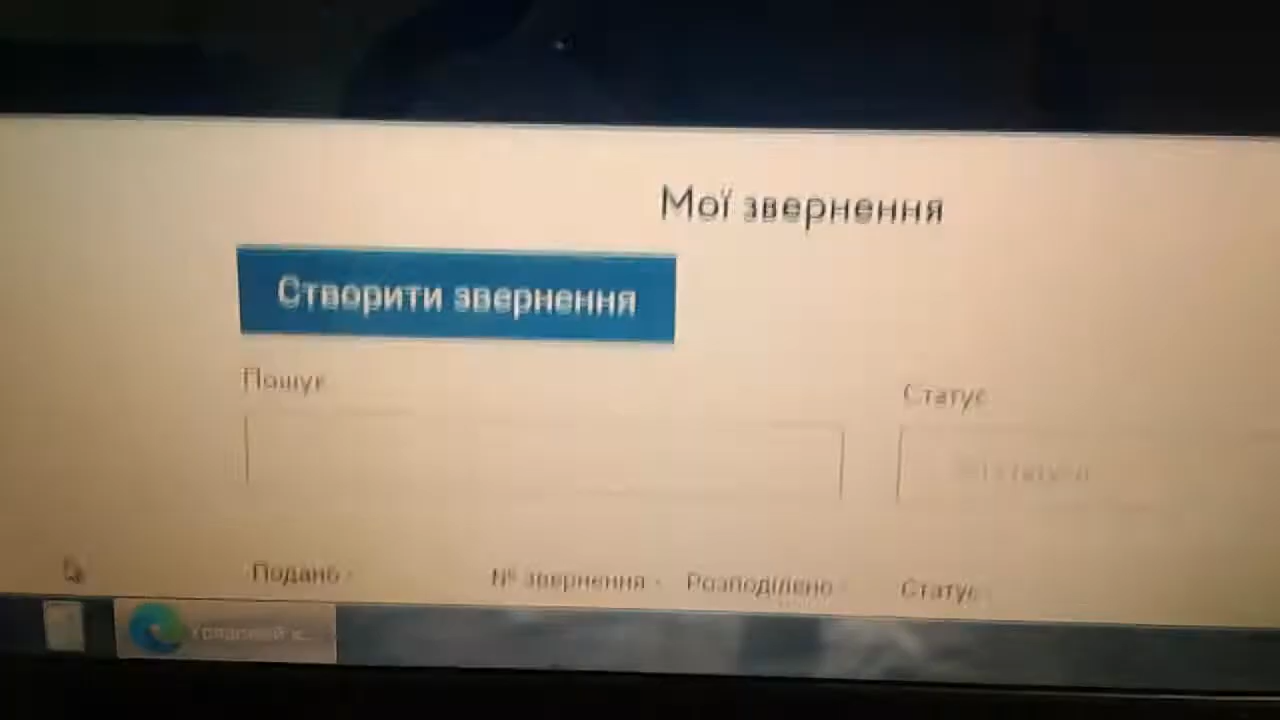 Мої звернення
Створити звернення
Пошук
Статус
Подано
№ звернення
Розподілено
Статус